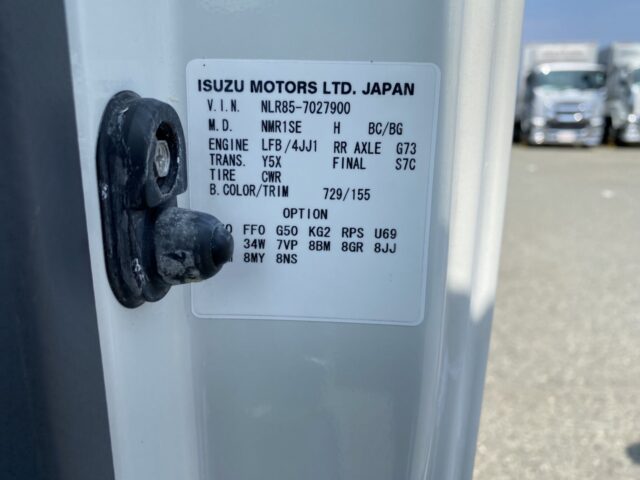 ISUZU MOTORS LTD. JAPAN
V.I.N. NLR85-7027900
M.D. NMR1SE H BC/BG
ENGINE LFB/4JJ1 RR AXLE G73
TRANS. Y5X FINAL S7C
TIRE CWR
B.COLOR/TRIM 729/155
OPTION
FFO G50 KG2 RPS U69
34W 7VP 8BM 8GR 8JJ
8MY 8NS